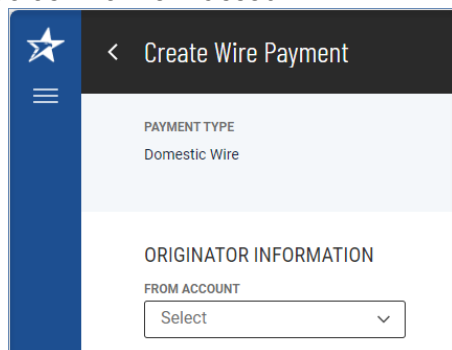 Create Wire Payment
PAYMENT TYPE
Domestic Wire
ORIGINATOR INFORMATION
FROM ACCOUNT
Select